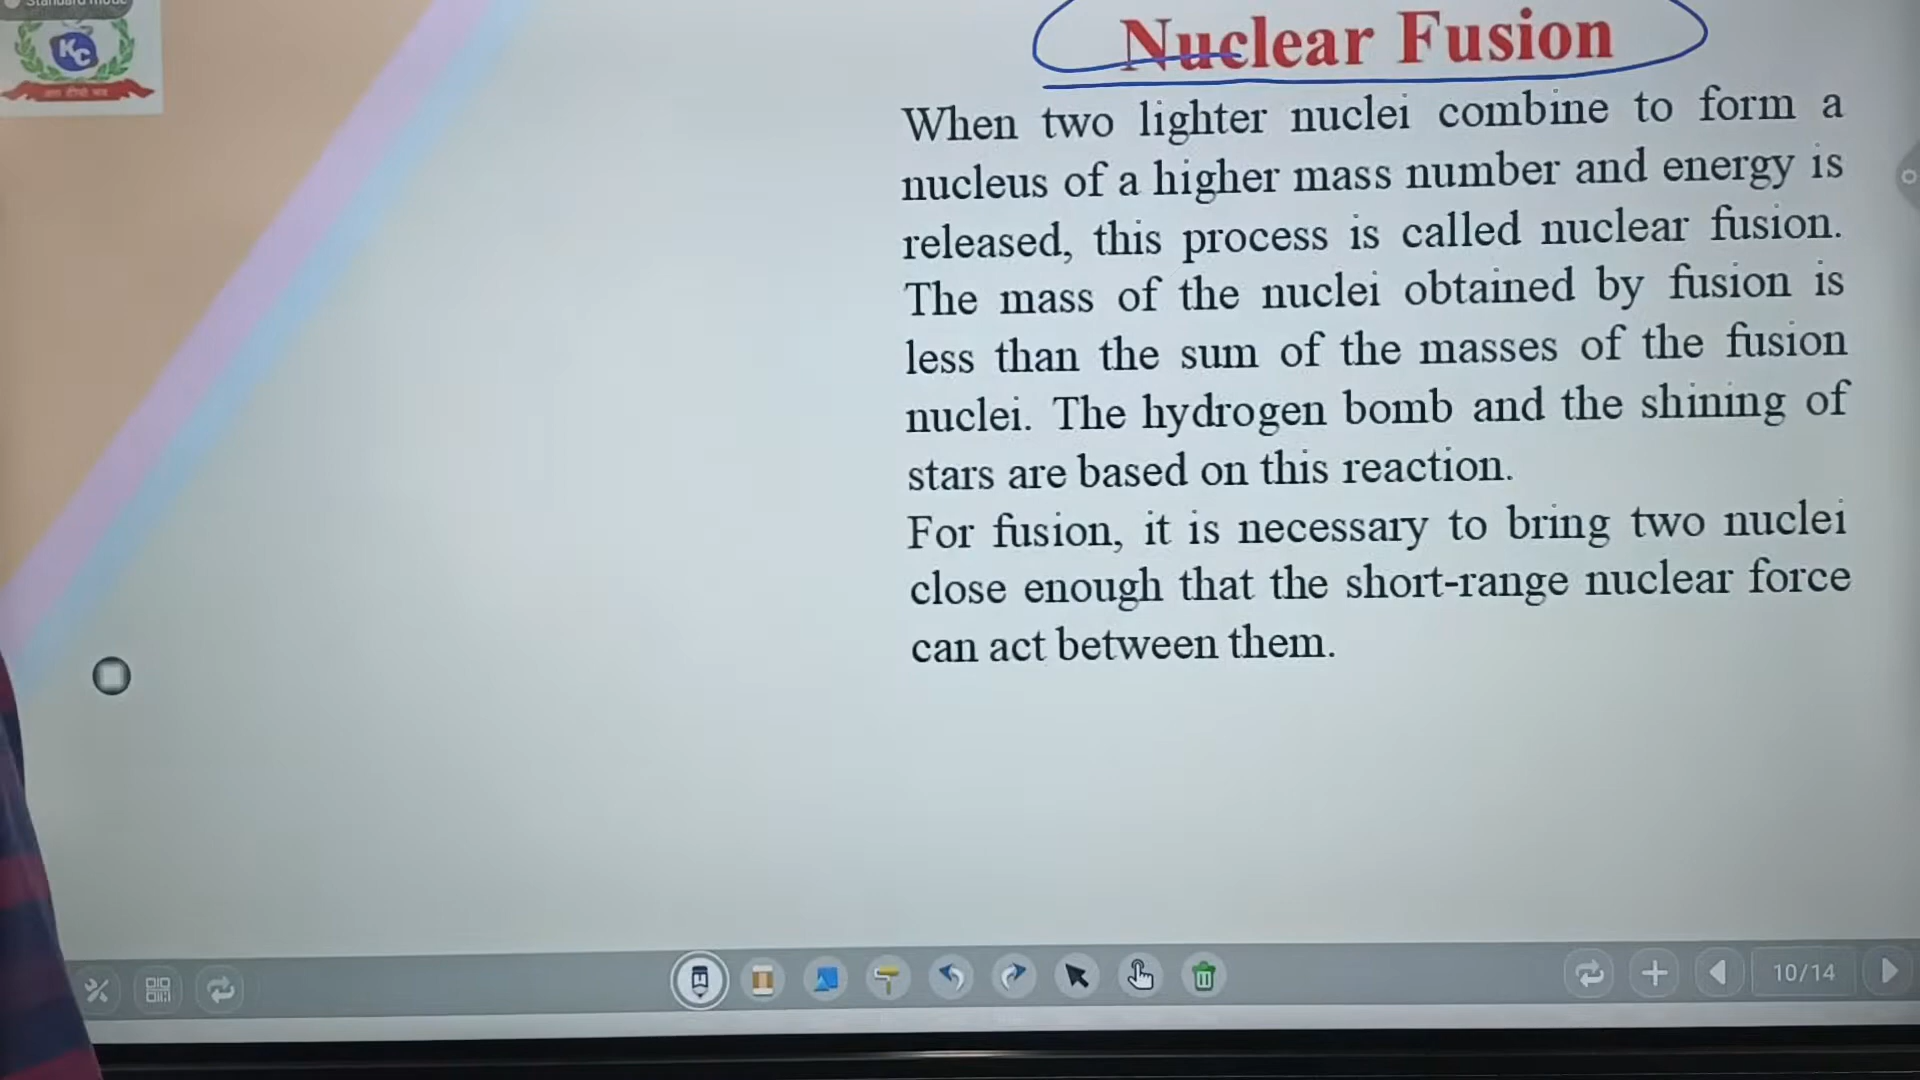 Standard mode
KC
Nuclear Fusion
When two lighter nuclei combine to form a
nucleus of a higher mass number and energy is
released, this process is called nuclear fusion.
The mass of the nuclei obtained by fusion is
less than the sum of the masses of the fusion
nuclei. The hydrogen bomb and the shining of
stars are based on this reaction.
For fusion, it is necessary to bring two nuclei
close enough that the short-range nuclear force
can act between them.
10/14